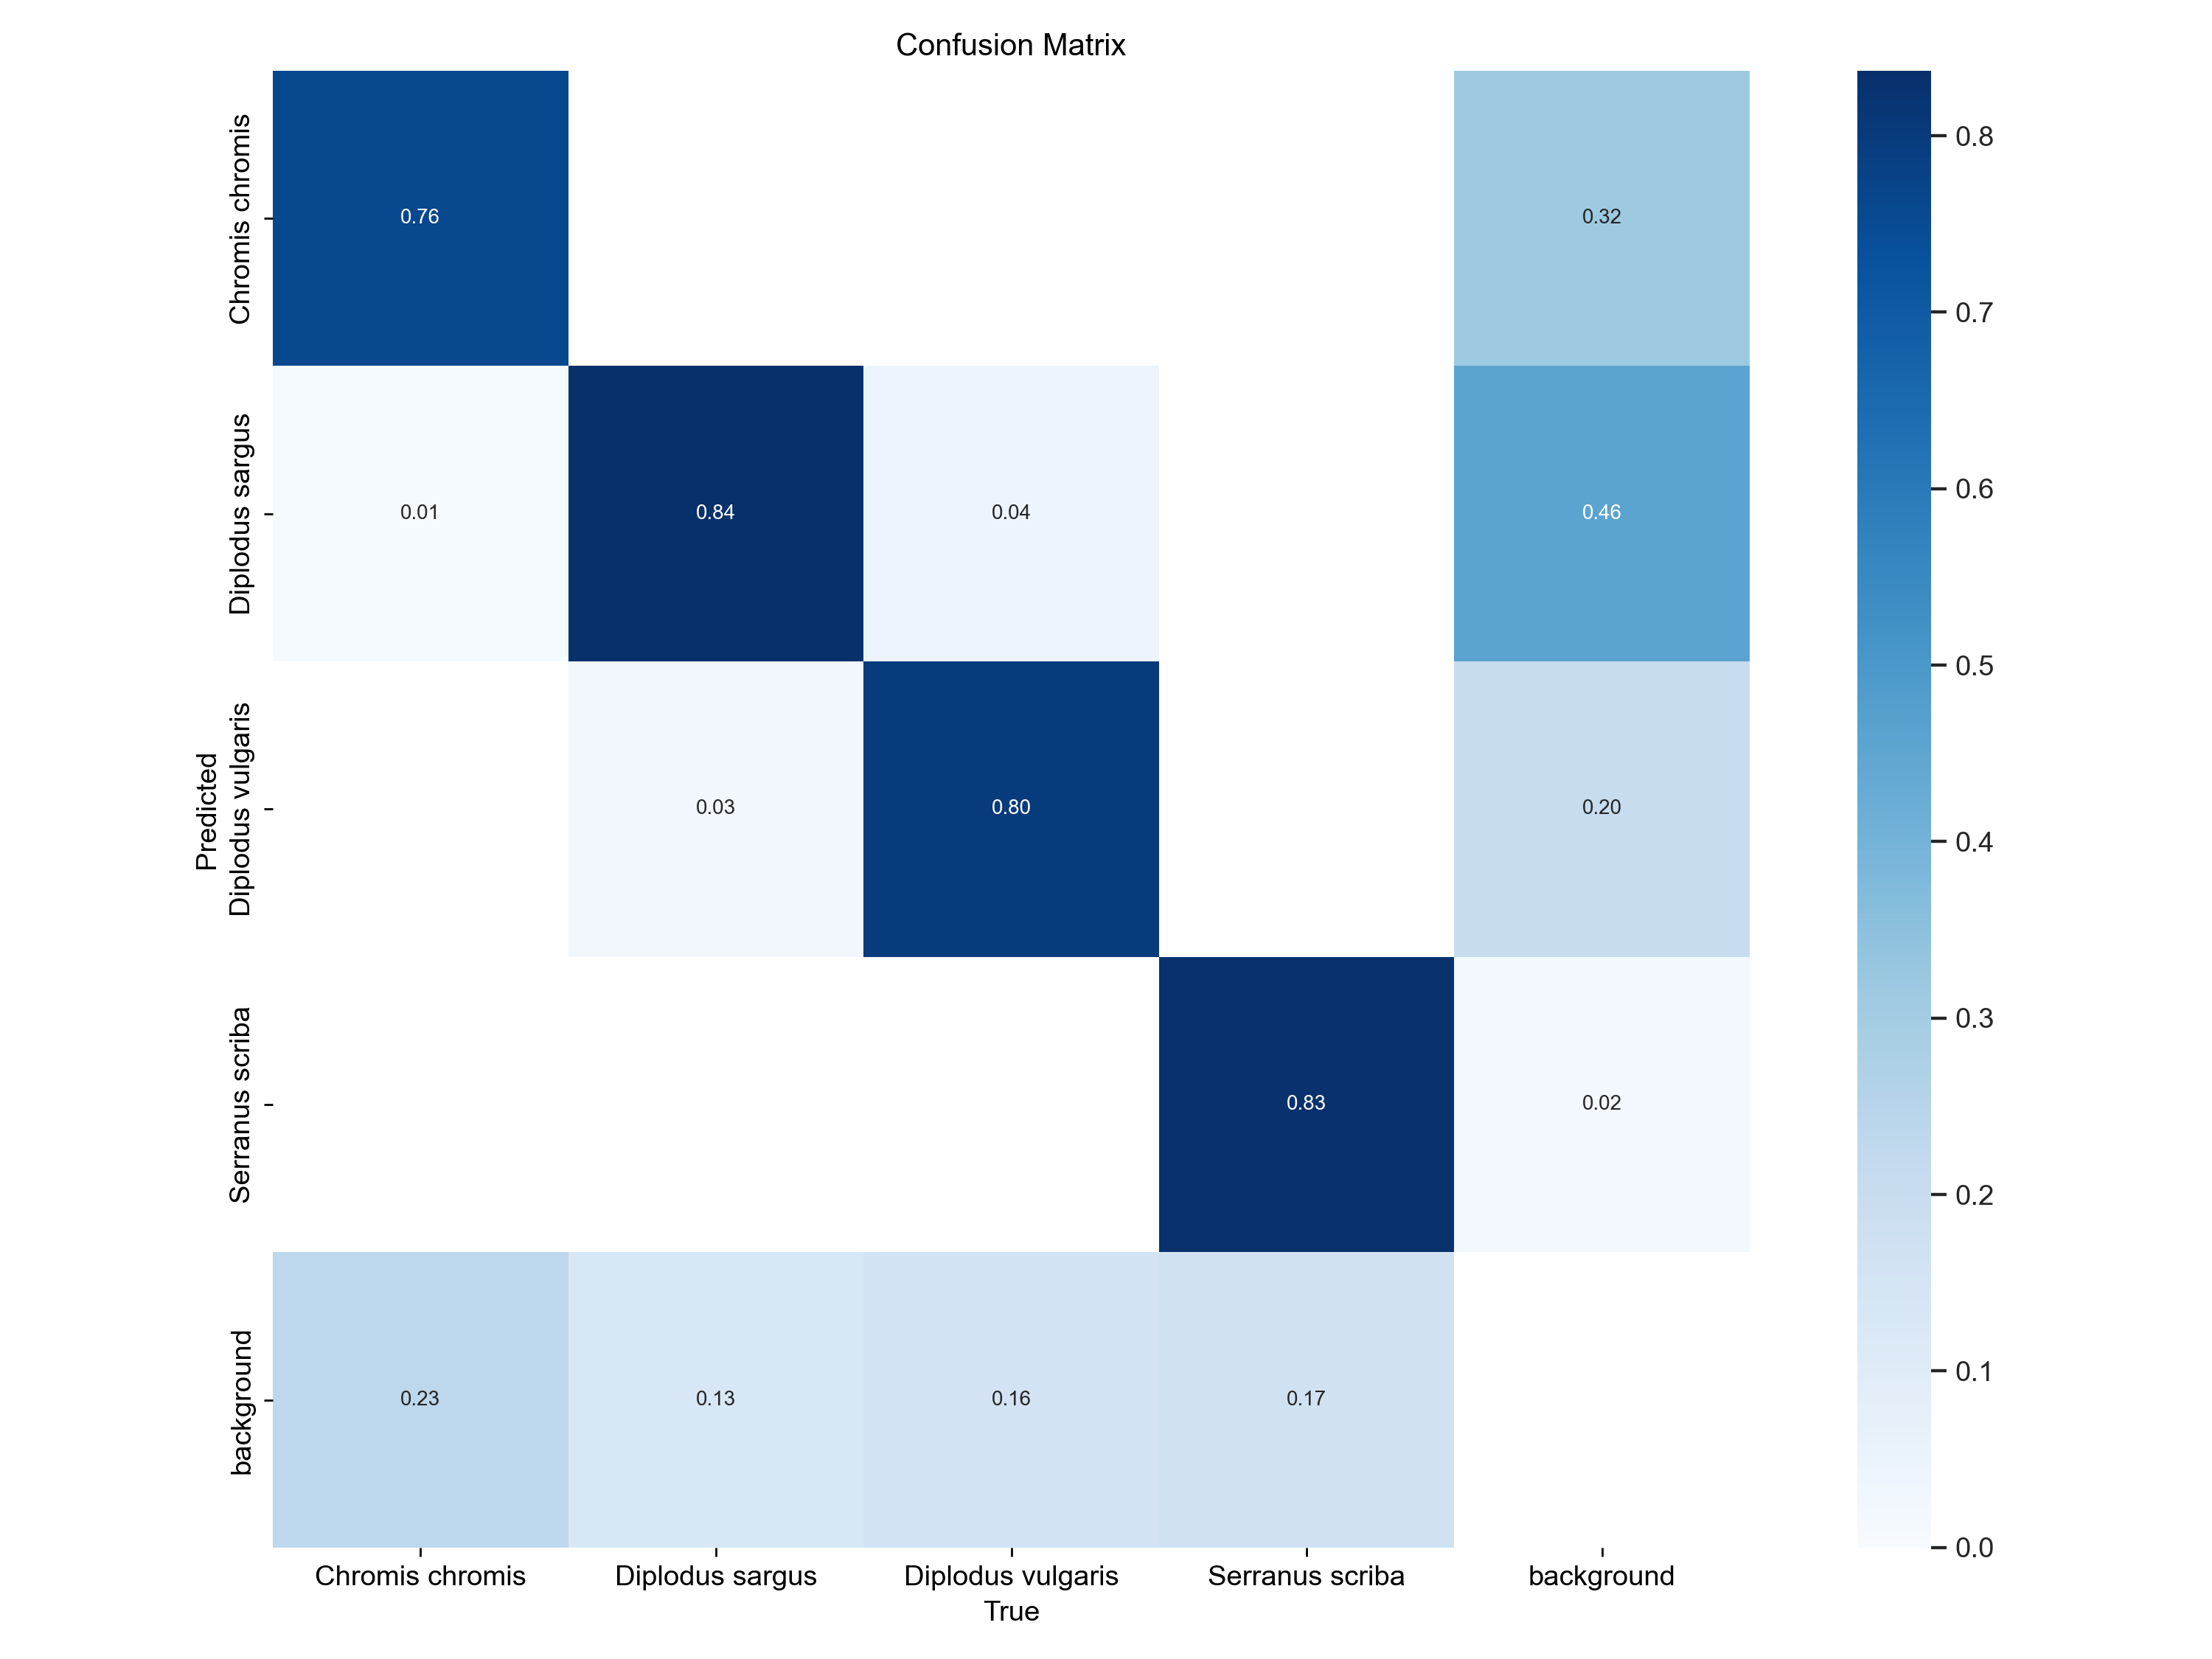 Confusion Matrix
Chromis chromis
0.76
0.32
Diplodus sargus
0.01
0.84
0.04
0.46
Predicted
Diplodus vulgaris
0.03
0.80
0.20
Serranus scriba
0.83
0.02
background
0.23
0.13
0.16
0.17
Chromis chromis
Diplodus sargus
Diplodus vulgaris
Serranus scriba
background
True
0.8
0.7
0.6
0.5
0.4
0.3
0.2
0.1
0.0